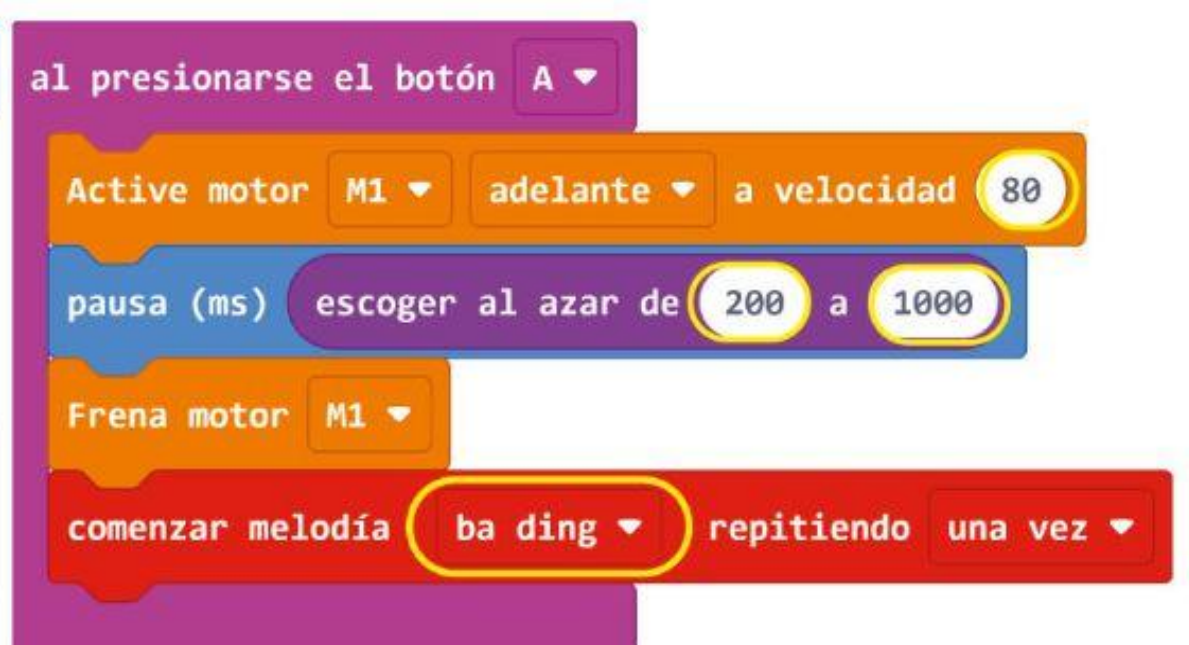 al presionarse el botón A
Active motor M1 adelante a velocidad 80
pausa (ms) escoger al azar de 200 a 1000
Frena motor M1
comenzar melodía ba ding repitiendo una vez